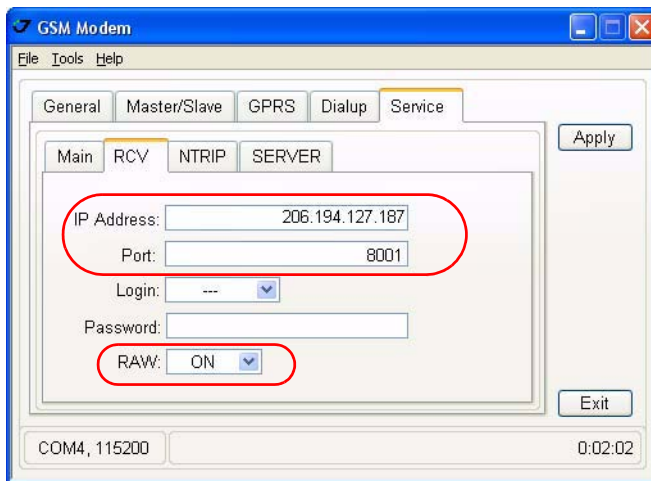 GSM Modem
File Tools Help
General Master/Slave GPRS Dialup Service
Apply
Main RCV NTRIP SERVER
IP Address: 206.194.127.187
Port: 8001
Login: ---
Password:
RAW: ON
Exit
COM4, 115200 0:02:02